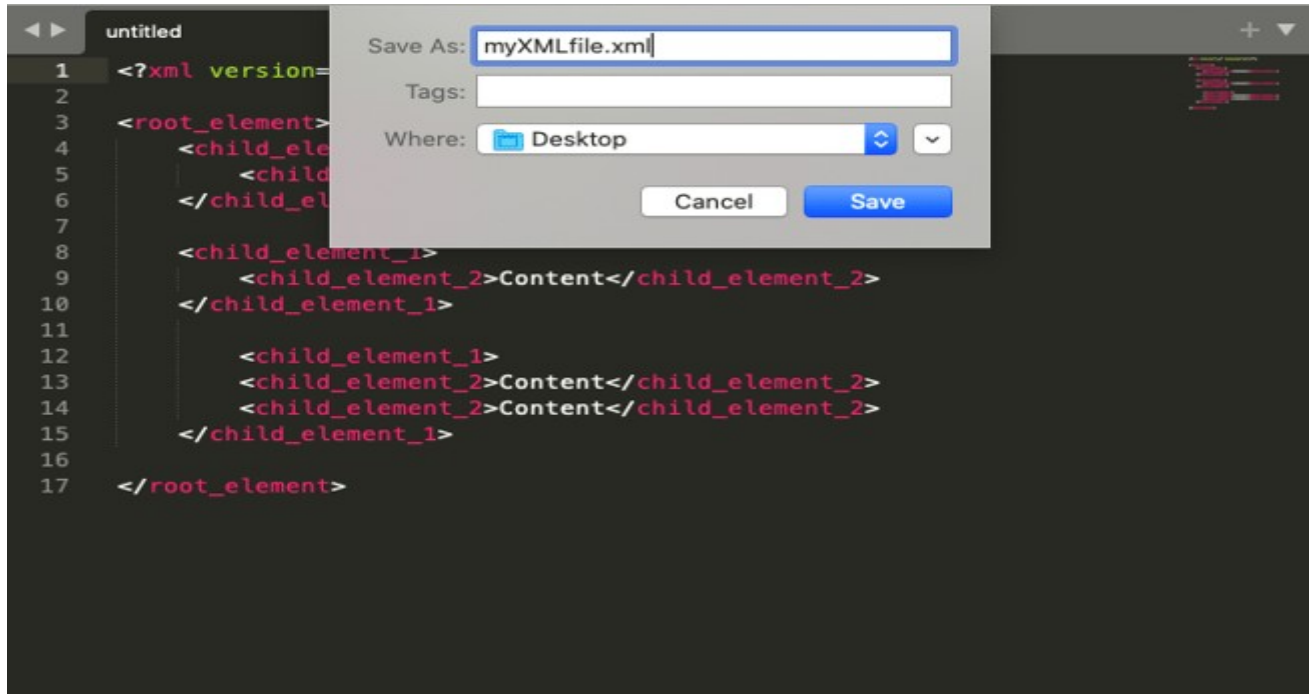 untitled
Save As: myXMLfile.xml
Tags:
Where: Desktop
Cancel Save
1 <?xml version=
2
3 <root_element>
4 <child_ele
5 <child
6 </child_el
7
8 <child_element_1>
9 <child_element_2>Content</child_element_2>
10 </child_element_1>
11
12 <child_element_1>
13 <child_element_2>Content</child_element_2>
14 <child_element_2>Content</child_element_2>
15 </child_element_1>
16
17 </root_element>